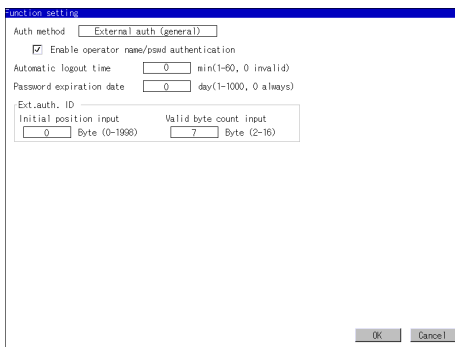 Function setting
Auth method External auth (general)
Enable operator name/pswd authentication
Automatic logout time 0 min(1-60, 0 invalid)
Password expiration date 0 day(1-1000, 0 always)
Ext.auth. ID
Initial position input Valid byte count input
0 Byte (0-1998) 7 Byte (2-16)
OK Cancel